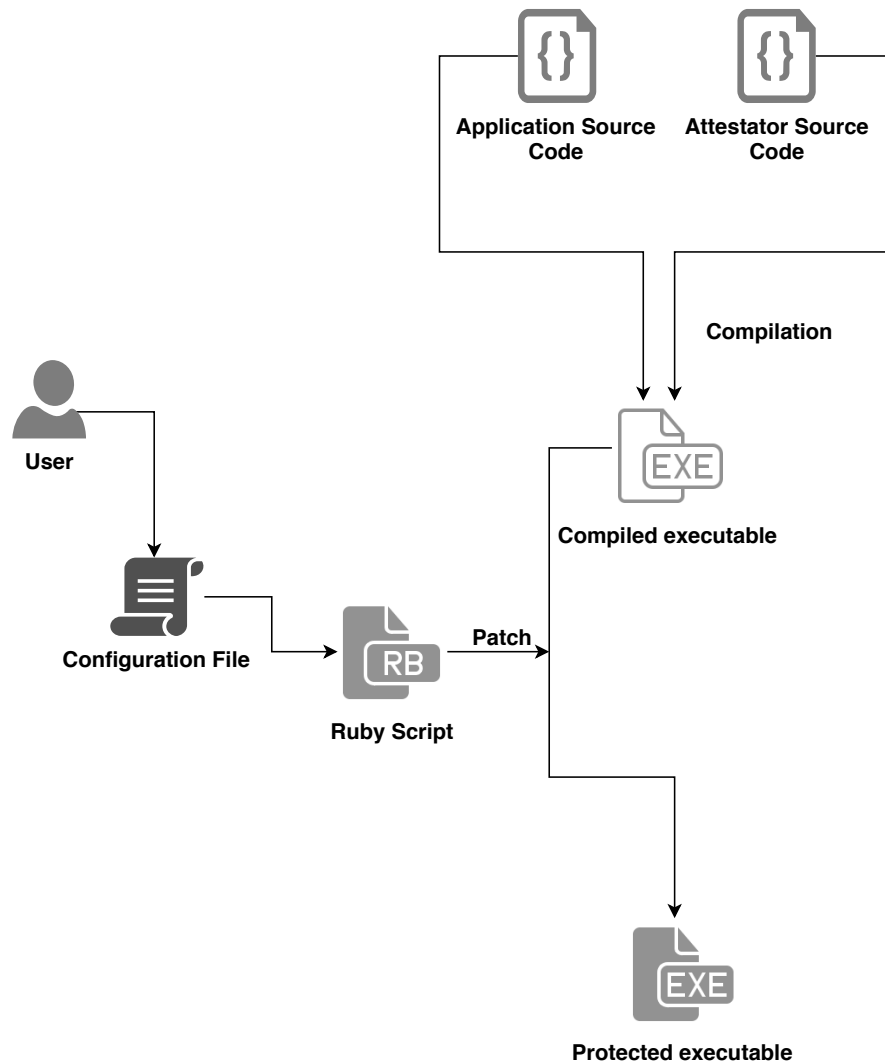 {} {}
Application Source
Code
Attestator Source
Code
Compilation
User
EXE
Compiled executable
Configuration File
RB
Patch
Ruby Script
EXE
Protected executable